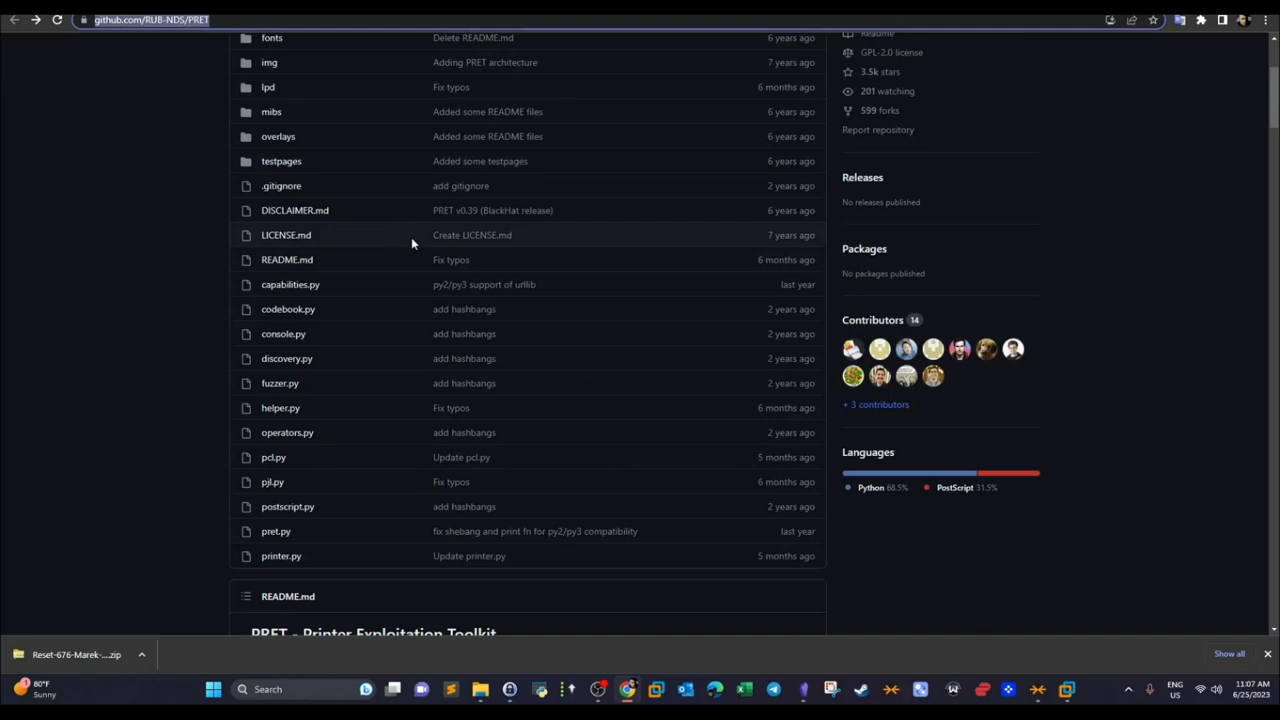 github.com/RUB-NDS/PRET
fonts Delete README.md 6 years ago
img Adding PRET architecture 7 years ago
lpd Fix typos 6 months ago
mibs Added some README files 6 years ago
overlays Added some README files 6 years ago
testpages Added some testpages 6 years ago
.gitignore add gitignore 2 years ago
DISCLAIMER.md PRET v0.39 (BlackHat release) 6 years ago
LICENSE.md Create LICENSE.md 7 years ago
README.md Fix typos 6 months ago
capabilities.py py2/py3 support of urllib last year
codebook.py add hashbangs 2 years ago
console.py add hashbangs 2 years ago
discovery.py add hashbangs 2 years ago
fuzzer.py add hashbangs 2 years ago
helper.py Fix typos 6 months ago
operators.py add hashbangs 2 years ago
pcl.py Update pcl.py 5 months ago
pjl.py Fix typos 6 months ago
postscript.py add hashbangs 2 years ago
pret.py fix shebang and print fn for py2/py3 compatibility last year
printer.py Update printer.py 5 months ago
README.md
PRET - Printer Exploitation Toolkit
Readme
GPL-2.0 license
3.5k stars
201 watching
599 forks
Report repository
Releases
No releases published
Packages
No packages published
Contributors 14
+ 3 contributors
Languages
Python 68.5% PostScript 31.5%
Reset-676-Marek-....zip
Show all
80°F
Sunny
Search
ENG
US
11:07 AM
6/25/2023